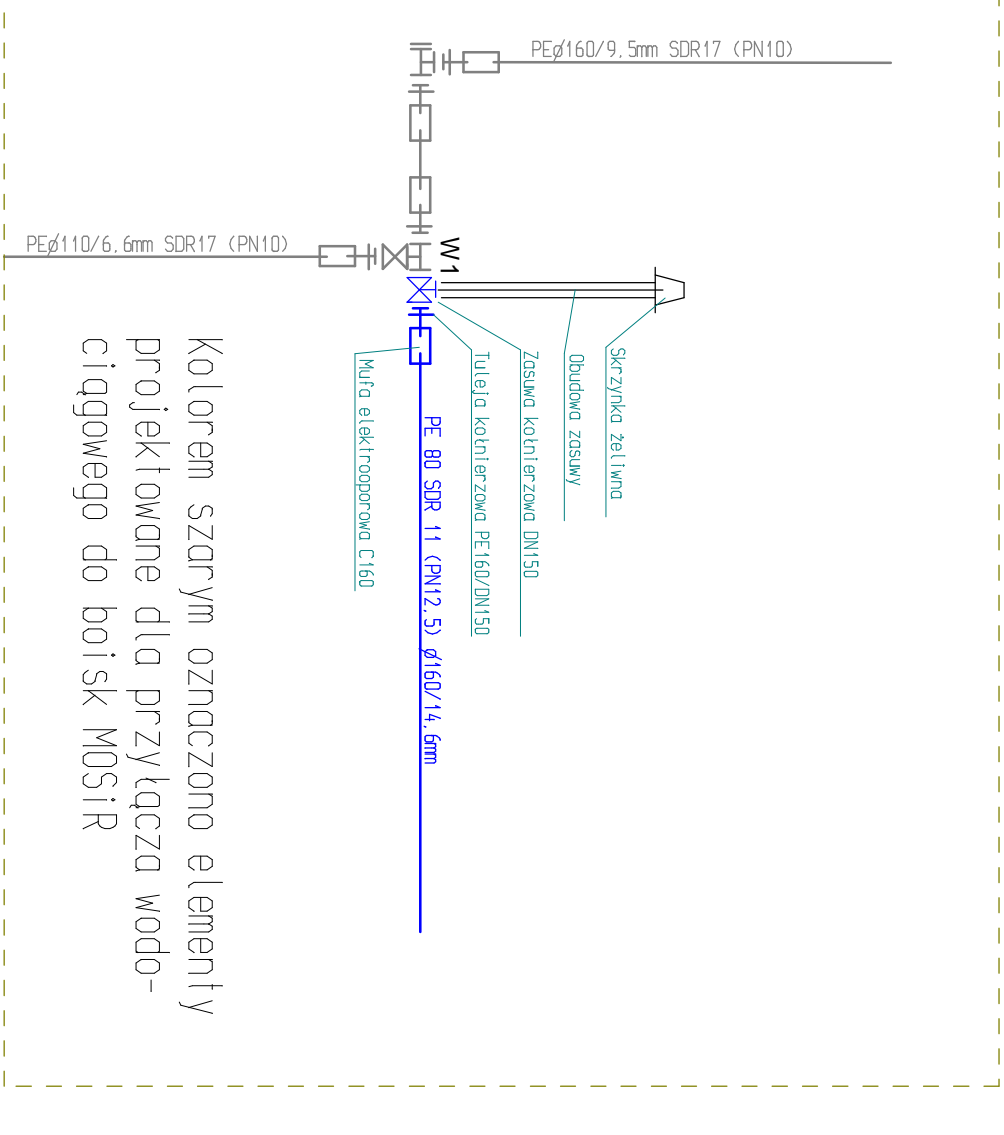 PEø160/9,5mm SDR17 (PN10)
PEø110/6,6mm SDR17 (PN10)
W1
Skrzynka żeliwna
Obudowa zasuwy
Zasuwa kołnierzowa DN150
Tuleja kołnierzowa PE160/DN150
PE 80 SDR 11 (PN12,5) ø160/14,6mm
Mufa elektrooporowa C160
Kolorem szarym oznaczono elementy
projektowane dla przyłącza wodo-
ciągowego do boisk MOSiR